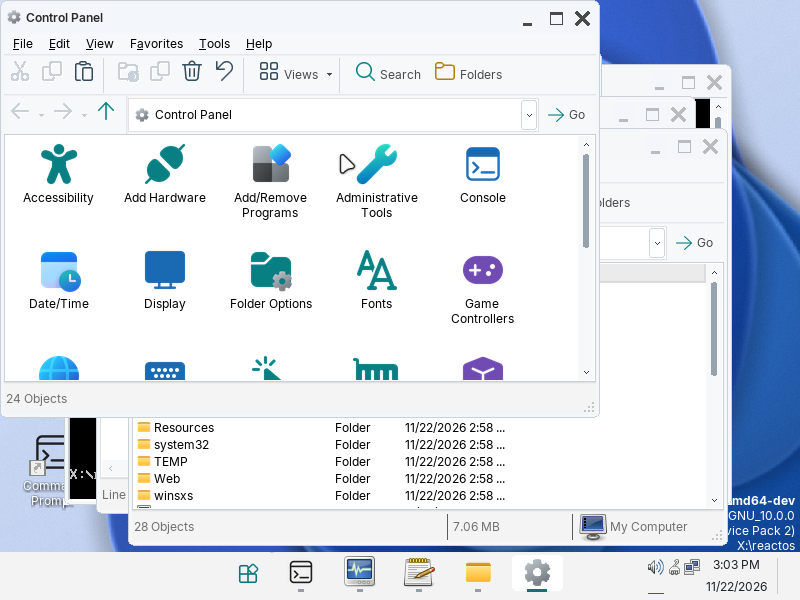 Control Panel
File Edit View Favorites Tools Help
Views Search Folders
Control Panel Go
Accessibility Add Hardware Add/Remove Programs Administrative Tools Console
Date/Time Display Folder Options Fonts Game Controllers
24 Objects
Go
Resources Folder 11/22/2026 2:58 ...
system32 Folder 11/22/2026 2:58 ...
TEMP Folder 11/22/2026 2:58 ...
Web Folder 11/22/2026 2:58 ...
winsxs Folder 11/22/2026 2:58 ...
28 Objects 7.06 MB My Computer
Line
X:\
GNU_10.0.0
Pack 2)
X:\reactos
3:03 PM
11/22/2026